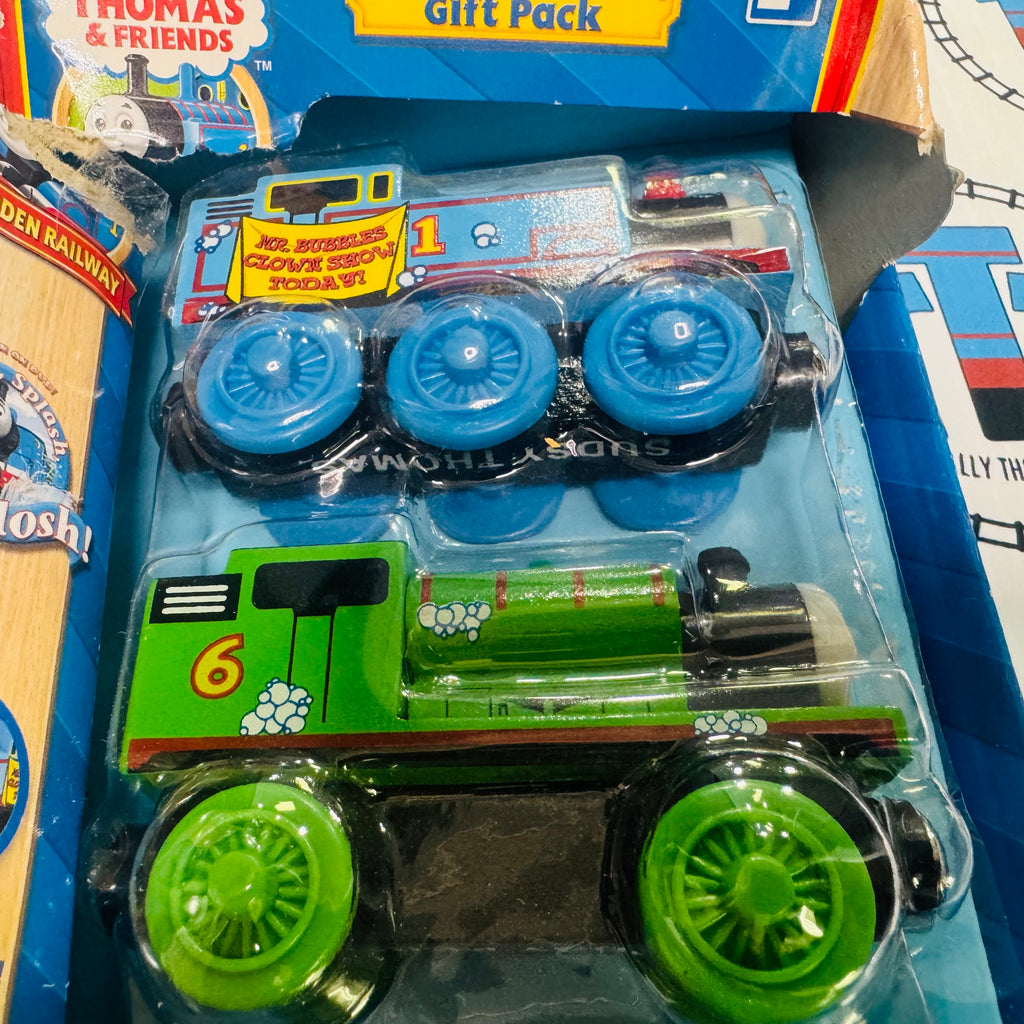 THOMAS
& FRIENDS
TM
Gift Pack
DEN RAILWAY
1
MR. BUBBLES
CLOWN SHOW
TODAY!
Splash
losh!
SUDSY THOMAS
LLY TH
6